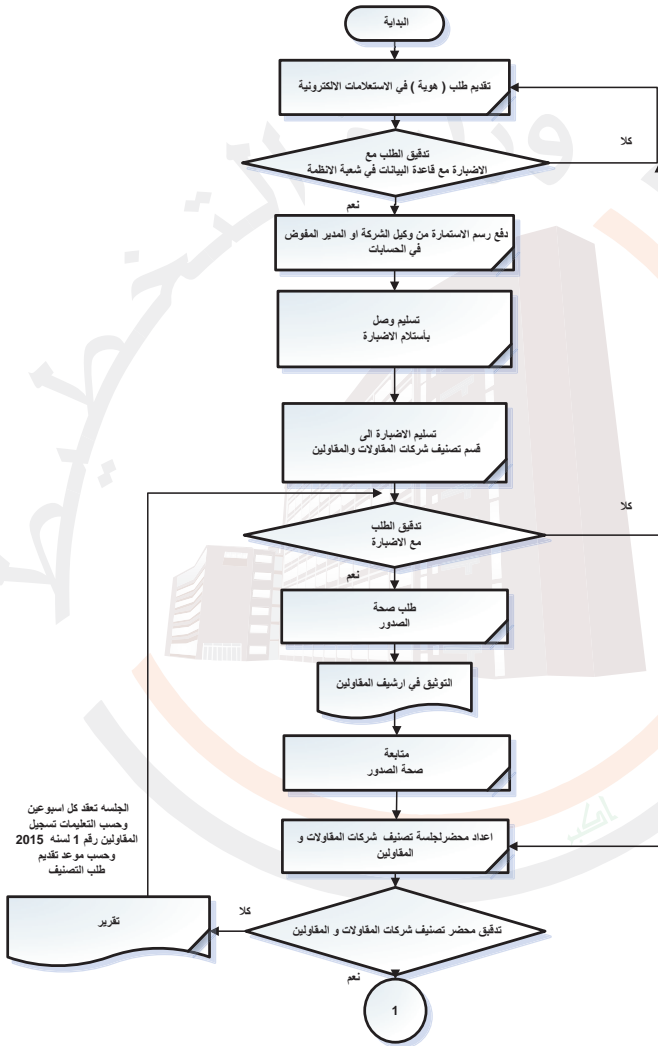 البداية
تقديم طلب ( هوية ) في الاستعلامات الالكترونية
تدقيق الطلب مع
الاضبارة مع قاعدة البيانات في شعبة الانظمة
كلا
نعم
دفع رسم الاستمارة من وكيل الشركة او المدير المفوض
في الحسابات
تسليم وصل
بأستلام الاضبارة
تسليم الاضبارة الى
قسم تصنيف شركات المقاولات والمقاولين
تدقيق الطلب
مع الاضبارة
كلا
نعم
طلب صحة
الصدور
التوثيق في ارشيف المقاولين
متابعة
صحة الصدور
اعداد محضرلجلسة تصنيف شركات المقاولات و
المقاولين
الجلسه تعقد كل اسبوعين
وحسب التعليمات تسجيل
المقاولين رقم 1 لسنه 2015
وحسب موعد تقديم
طلب التصنيف
تدقيق محضر تصنيف شركات المقاولات و المقاولين
كلا
تقرير
نعم
1